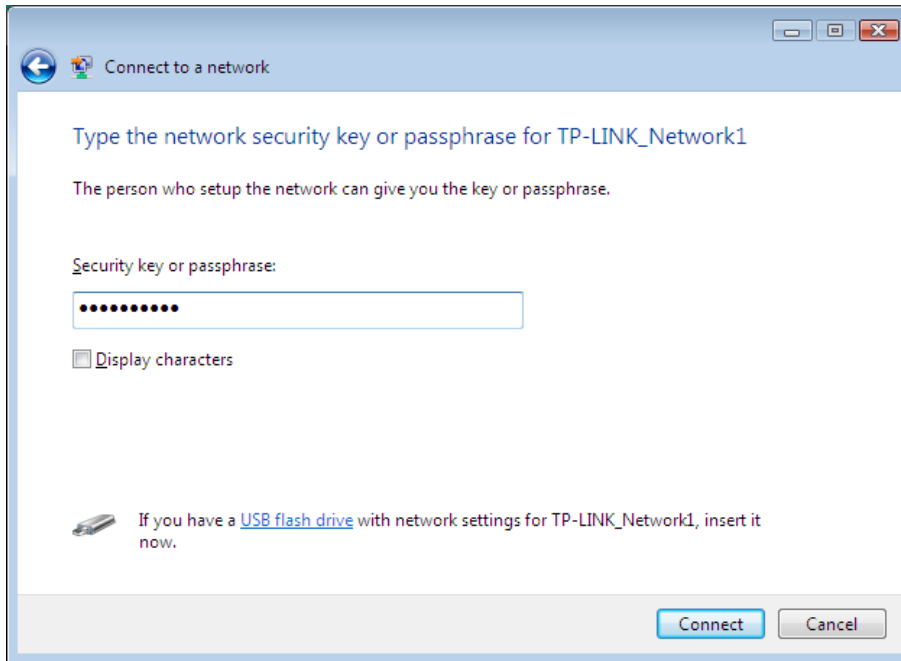 Connect to a network
Type the network security key or passphrase for TP-LINK_Network1
The person who setup the network can give you the key or passphrase.
Security key or passphrase:
••••••••••
Display characters
If you have a USB flash drive with network settings for TP-LINK_Network1, insert it
now.
Connect Cancel